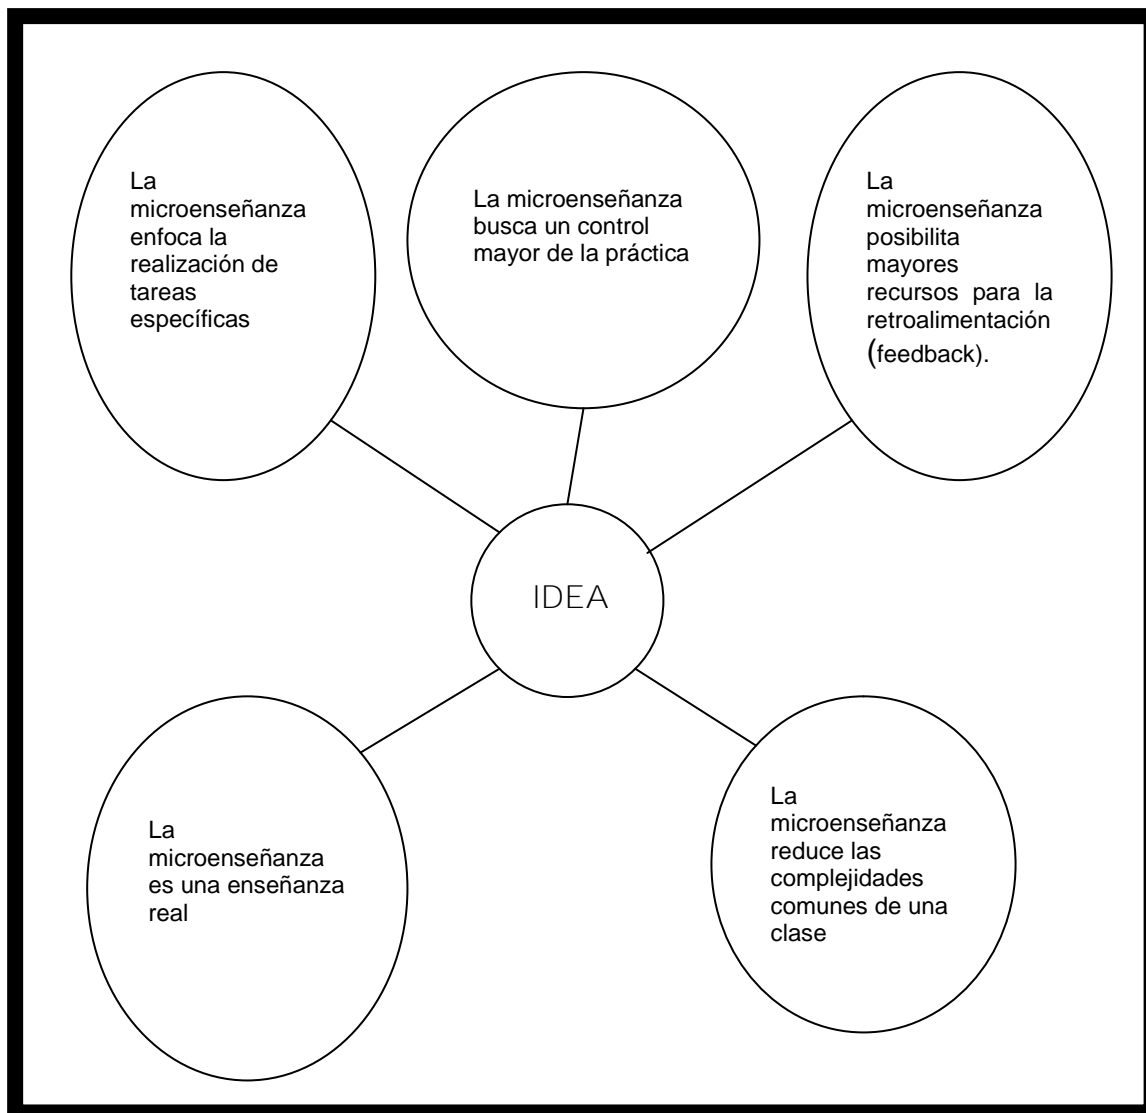 La
microenseñanza
enfoca la
realización de
tareas
específicas
La microenseñanza
busca un control
mayor de la práctica
La
microenseñanza
posibilita
mayores
recursos para la
retroalimentación
(feedback).
IDEA
La
microenseñanza
es una enseñanza
real
La
microenseñanza
reduce las
complejidades
comunes de una
clase